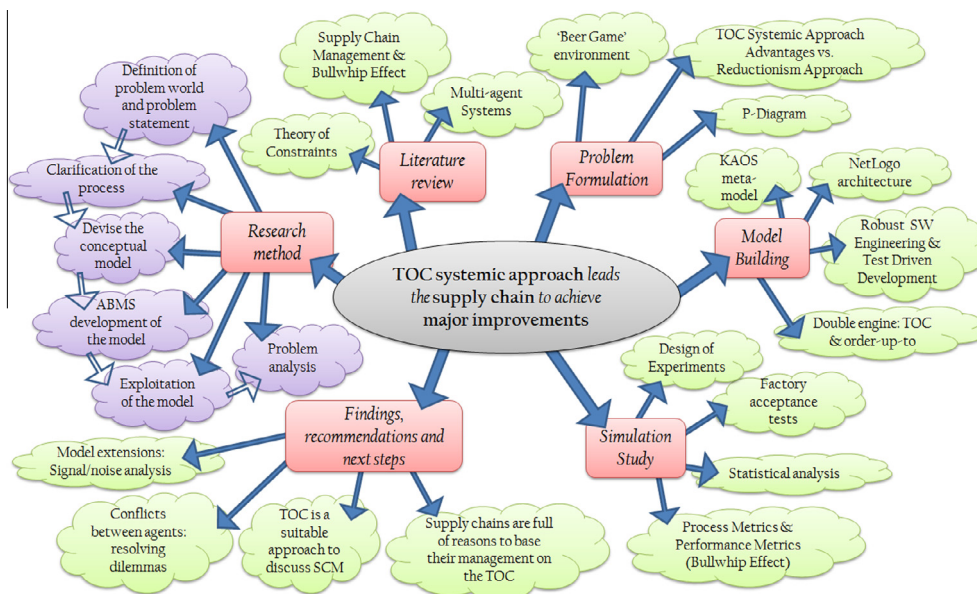 Supply Chain
Management &
Bullwhip Effect
'Beer Game'
environment
TOC Systemic Approach
Advantages vs.
Reductionism Approach
Definition of
problem world
and problem
statement
Multi-agent
Systems
P-Diagram
Theory of
Constraints
Literature
review
Problem
Formulation
KAOS
meta-
model
NetLogo
architecture
Clarification of the
process
Research
method
Model
Building
Robust SW
Engineering &
Test Driven
Development
Devise the
conceptual
model
TOC systemic approach leads
the supply chain to achieve
major improvements
ABMS
development of
the model
Double engine: TOC
& order-up-to
Problem
analysis
Exploitation
of the model
Design of
Experiments
Factory
acceptance
tests
Findings,
recommendations and
next steps
Simulation
Study
Model extensions:
Signal/noise analysis
Statistical analysis
Conflicts
between agents:
resolving
dilemmas
TOC is a
suitable
approach to
discuss SCM
Supply chains are full
of reasons to base
their management
on the TOC
Process Metrics &
Performance Metrics
(Bullwhip Effect)